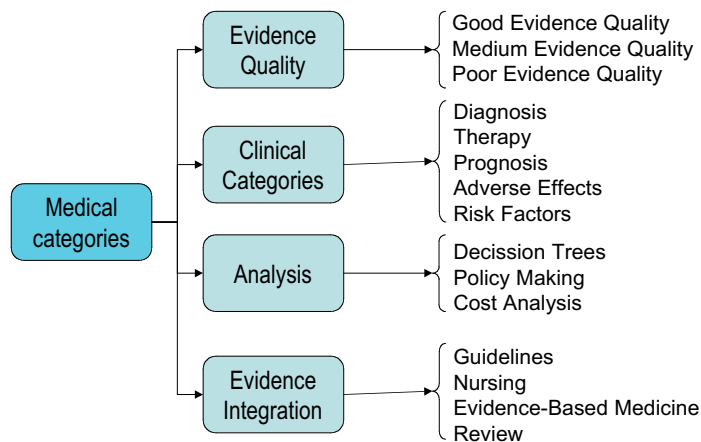 Medical
categories
Evidence
Quality
Good Evidence Quality
Medium Evidence Quality
Poor Evidence Quality
Clinical
Categories
Diagnosis
Therapy
Prognosis
Adverse Effects
Risk Factors
Analysis
Decission Trees
Policy Making
Cost Analysis
Evidence
Integration
Guidelines
Nursing
Evidence-Based Medicine
Review